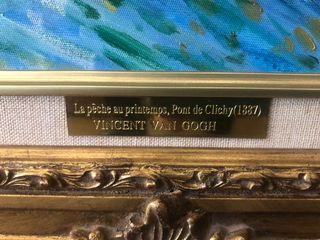 La pêche au printemps, Pont de Clichy(1887)
VINCENT VAN GOGH